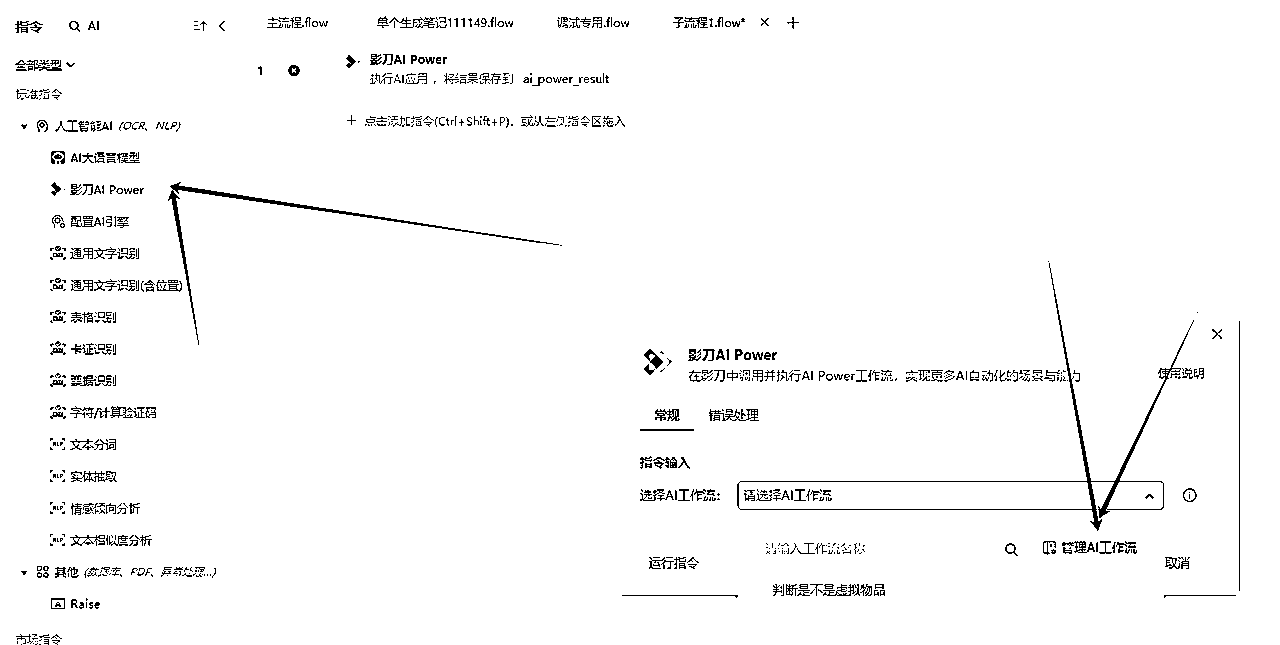 指令 AI
主流程.flow 单个生成笔记111149.flow 调试专用.flow 子流程1.flow*
全部类型
标准指令
人工智能AI (OCR、NLP)
AI大语言模型
影刀AI Power
配置AI引擎
通用文字识别
通用文字识别(含位置)
表格识别
卡证识别
票据识别
字符/计算验证码
文本分词
实体抽取
情感倾向分析
文本相似度分析
其他 (数据库、PDF、异常处理...)
Raise
市场指令
1
影刀AI Power
执行AI应用，将结果保存到 ai_power_result
点击添加指令(Ctrl+Shift+P)，或从左侧指令区拖入
影刀AI Power
在影刀中调用并执行AI Power工作流，实现更多AI自动化的场景与能力
使用说明
常规 错误处理
指令输入
选择AI工作流: 请选择AI工作流
请输入工作流名称 管理AI工作流
运行指令 取消
判断是不是虚拟物品